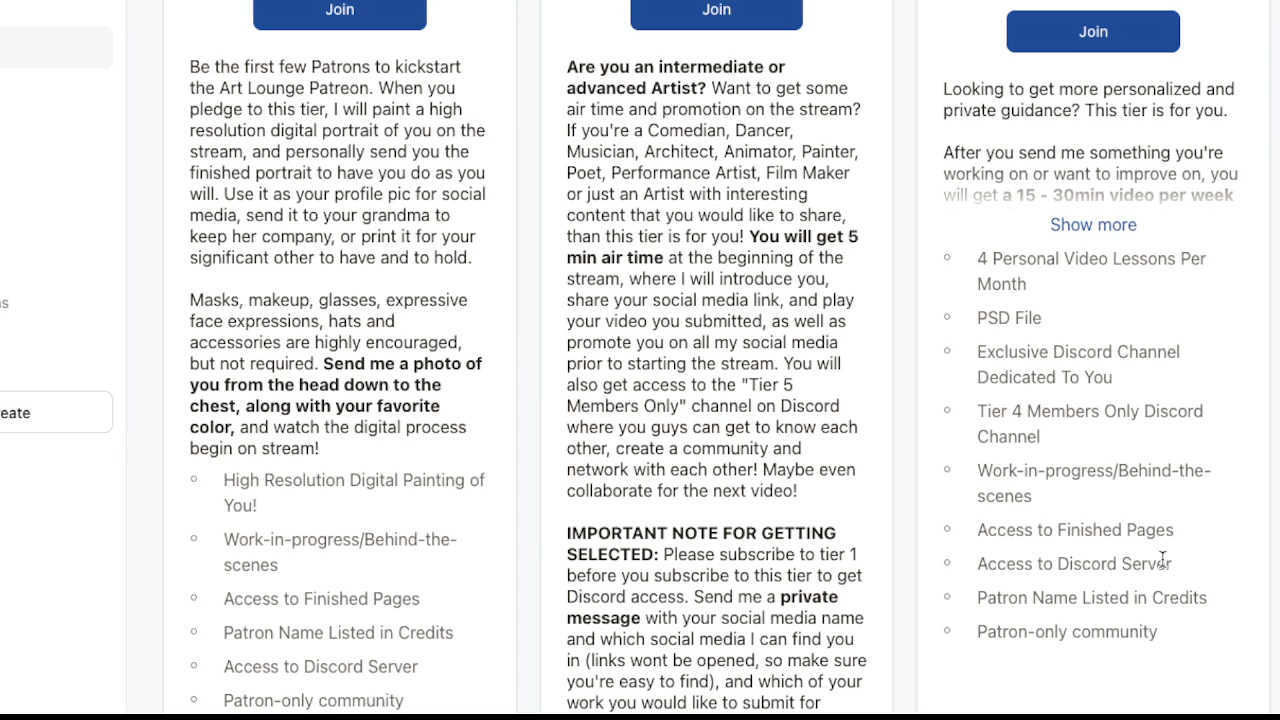 s
eate
Join
Be the first few Patrons to kickstart
the Art Lounge Patreon. When you
pledge to this tier, I will paint a high
resolution digital portrait of you on the
stream, and personally send you the
finished portrait to have you do as you
will. Use it as your profile pic for social
media, send it to your grandma to
keep her company, or print it for your
significant other to have and to hold.
Masks, makeup, glasses, expressive
face expressions, hats and
accessories are highly encouraged,
but not required. Send me a photo of
you from the head down to the
chest, along with your favorite
color, and watch the digital process
begin on stream!
High Resolution Digital Painting of
You!
Work-in-progress/Behind-the-
scenes
Access to Finished Pages
Patron Name Listed in Credits
Access to Discord Server
Patron-only community
Join
Are you an intermediate or
advanced Artist? Want to get some
air time and promotion on the stream?
If you're a Comedian, Dancer,
Musician, Architect, Animator, Painter,
Poet, Performance Artist, Film Maker
or just an Artist with interesting
content that you would like to share,
than this tier is for you! You will get 5
min air time at the beginning of the
stream, where I will introduce you,
share your social media link, and play
your video you submitted, as well as
promote you on all my social media
prior to starting the stream. You will
also get access to the "Tier 5
Members Only" channel on Discord
where you guys can get to know each
other, create a community and
network with each other! Maybe even
collaborate for the next video!
IMPORTANT NOTE FOR GETTING
SELECTED: Please subscribe to tier 1
before you subscribe to this tier to get
Discord access. Send me a private
message with your social media name
and which social media I can find you
in (links wont be opened, so make sure
you're easy to find), and which of your
work you would like to submit for
Join
Looking to get more personalized and
private guidance? This tier is for you.
After you send me something you're
working on or want to improve on, you
will get a 15 - 30min video per week
Show more
4 Personal Video Lessons Per
Month
PSD File
Exclusive Discord Channel
Dedicated To You
Tier 4 Members Only Discord
Channel
Work-in-progress/Behind-the-
scenes
Access to Finished Pages
Access to Discord Server
Patron Name Listed in Credits
Patron-only community